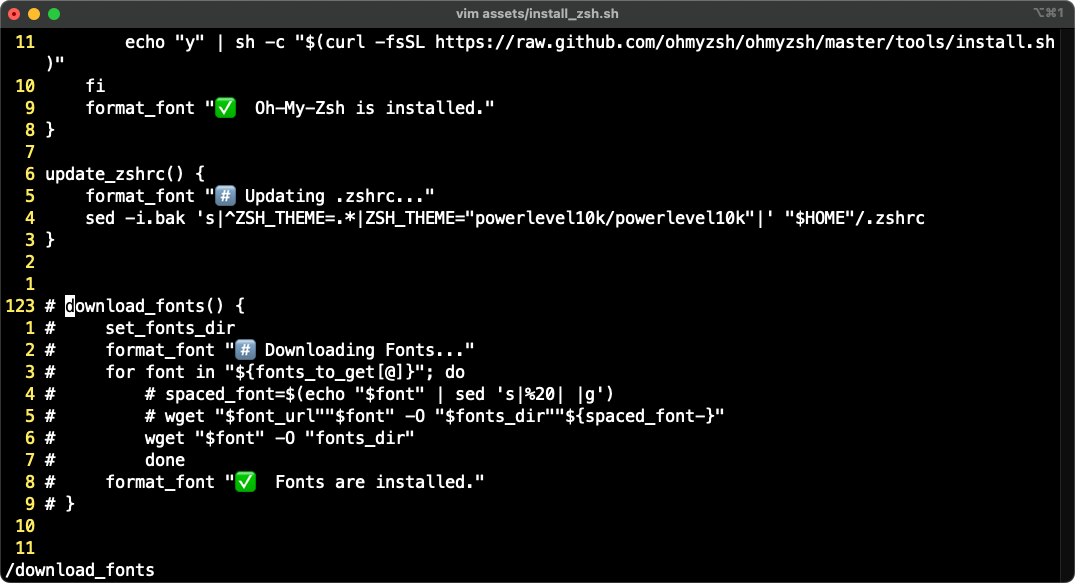 vim assets/install_zsh.sh ⌥⌘1
11         echo "y" | sh -c "$(curl -fsSL https://raw.github.com/ohmyzsh/ohmyzsh/master/tools/install.sh
)"
10     fi
9     format_font "✅  Oh-My-Zsh is installed."
8 }
7
6 update_zshrc() {
5     format_font "#️⃣ Updating .zshrc..."
4     sed -i.bak 's|^ZSH_THEME=.*|ZSH_THEME="powerlevel10k/powerlevel10k"|' "$HOME"/.zshrc
3 }
2
1
123 # download_fonts() {
1 #     set_fonts_dir
2 #     format_font "#️⃣ Downloading Fonts..."
3 #     for font in "${fonts_to_get[@]}"; do
4 #         # spaced_font=$(echo "$font" | sed 's|%20| |g')
5 #         # wget "$font_url""$font" -O "$fonts_dir""${spaced_font-}"
6 #         wget "$font" -O "fonts_dir"
7 #         done
8 #     format_font "✅  Fonts are installed."
9 # }
10
11
/download_fonts